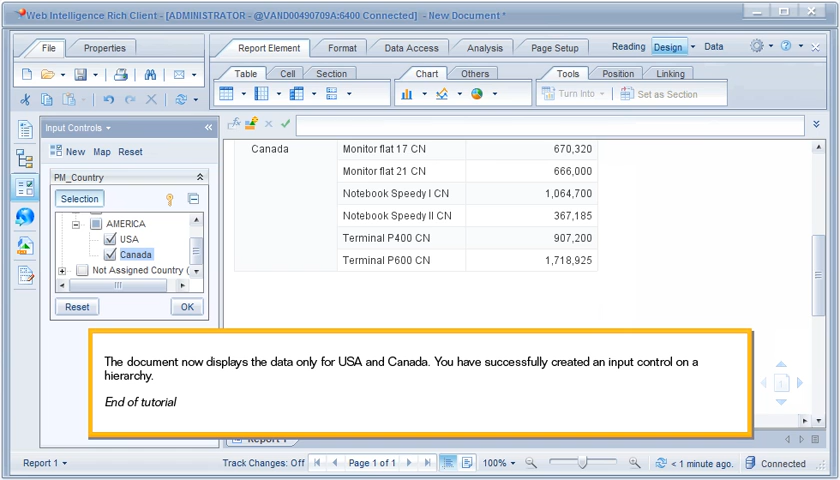 Web Intelligence Rich Client - [ADMINISTRATOR - @VAND00490709A:6400 Connected] - New Document *
File Properties Report Element Format Data Access Analysis Page Setup Reading Design Data
Table Cell Section Chart Others Tools Position Linking
Turn Into Set as Section
Input Controls
New Map Reset
PM_Country
Selection
AMERICA
USA
Canada
Not Assigned Country (
Reset OK
Canada Monitor flat 17 CN 670,320
Monitor flat 21 CN 666,000
Notebook Speedy I CN 1,064,700
Notebook Speedy II CN 367,185
Terminal P400 CN 907,200
Terminal P600 CN 1,718,925
The document now displays the data only for USA and Canada. You have successfully created an input control on a
hierarchy.
End of tutorial
Report 1
Report 1 Track Changes: Off Page 1 of 1 100% < 1 minute ago. Connected